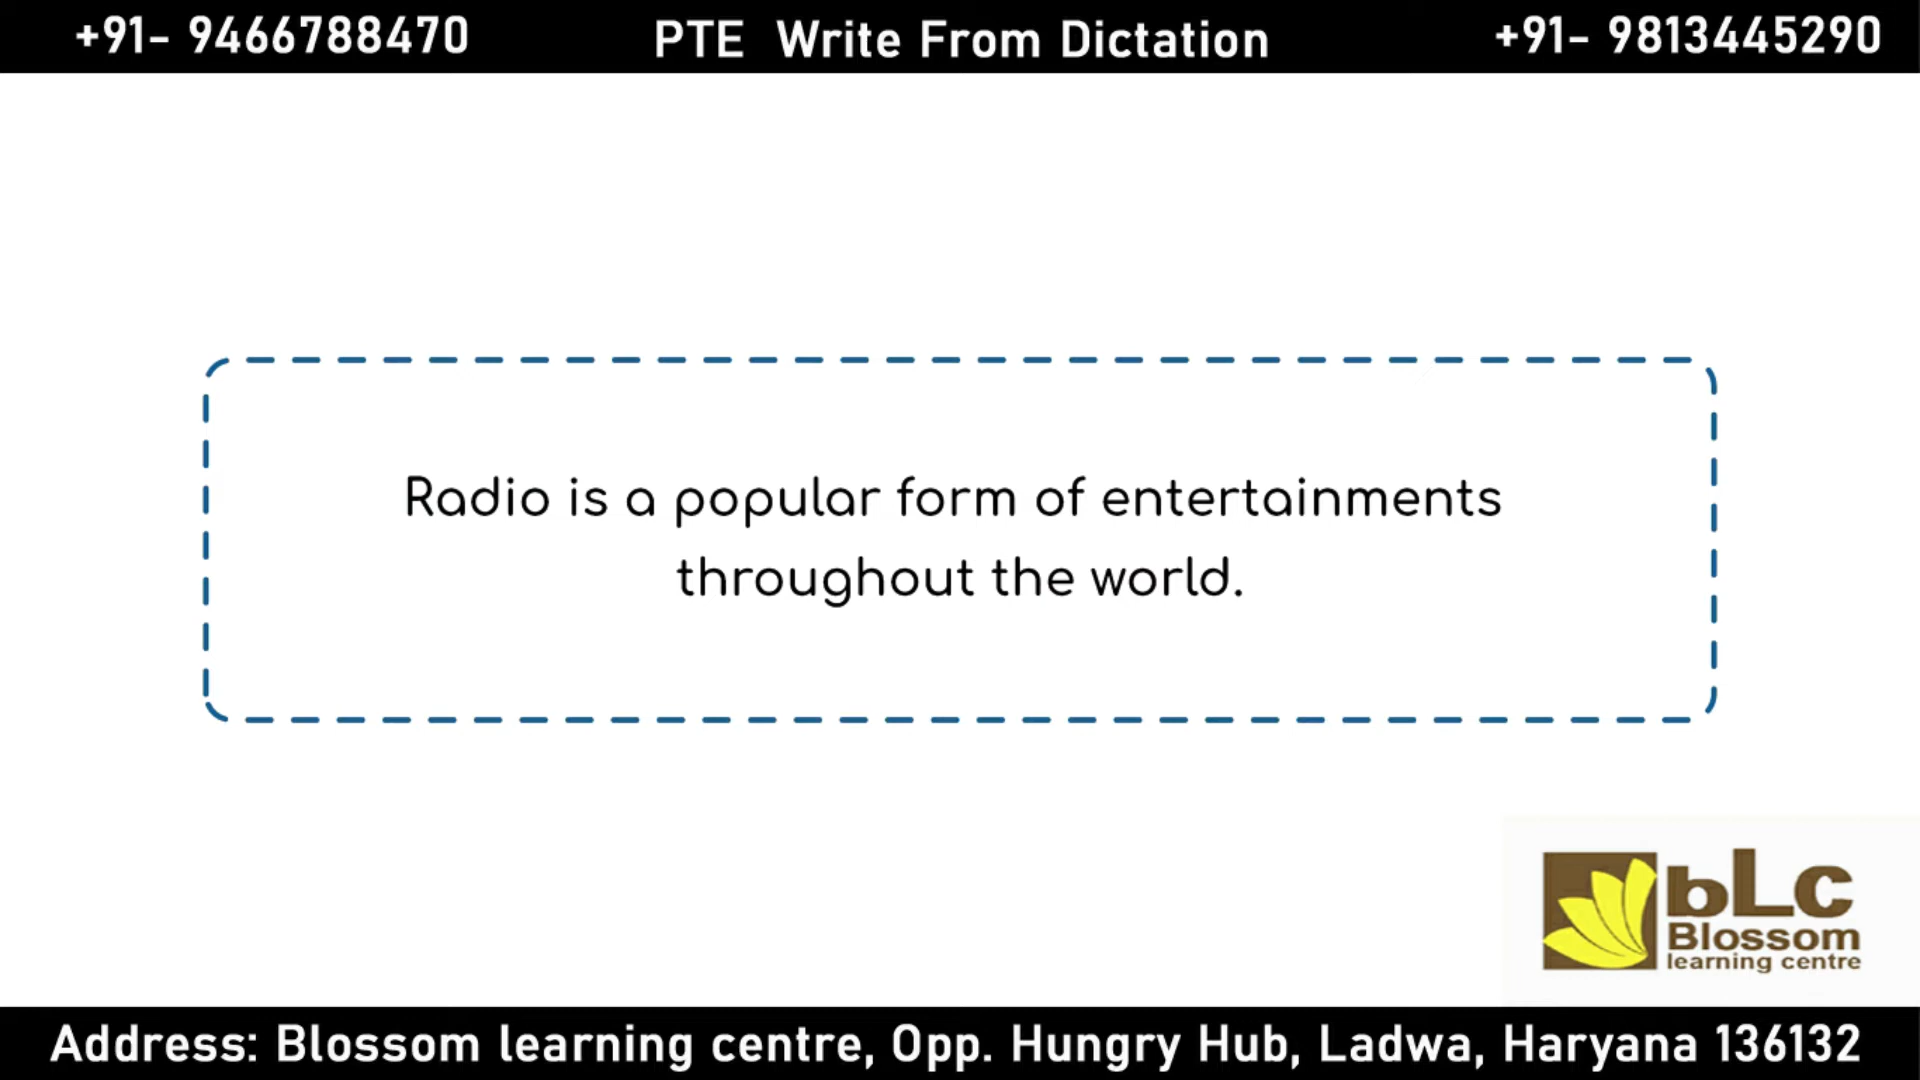 +91- 9466788470 PTE Write From Dictation +91- 9813445290
Radio is a popular form of entertainments
throughout the world.
bLc
Blossom
learning centre
Address: Blossom learning centre, Opp. Hungry Hub, Ladwa, Haryana 136132